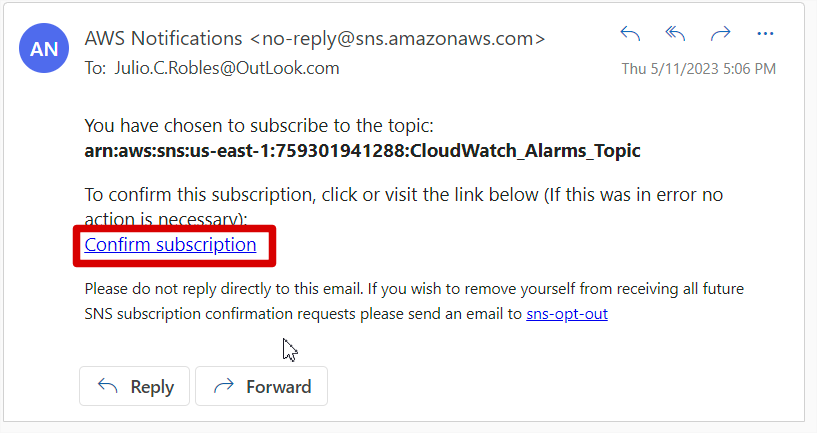 AN
AWS Notifications <no-reply@sns.amazonaws.com>
To: Julio.C.Robles@OutLook.com
Thu 5/11/2023 5:06 PM
You have chosen to subscribe to the topic:
arn:aws:sns:us-east-1:759301941288:CloudWatch_Alarms_Topic
To confirm this subscription, click or visit the link below (If this was in error no
action is necessary):
Confirm subscription
Please do not reply directly to this email. If you wish to remove yourself from receiving all future
SNS subscription confirmation requests please send an email to sns-opt-out
Reply
Forward